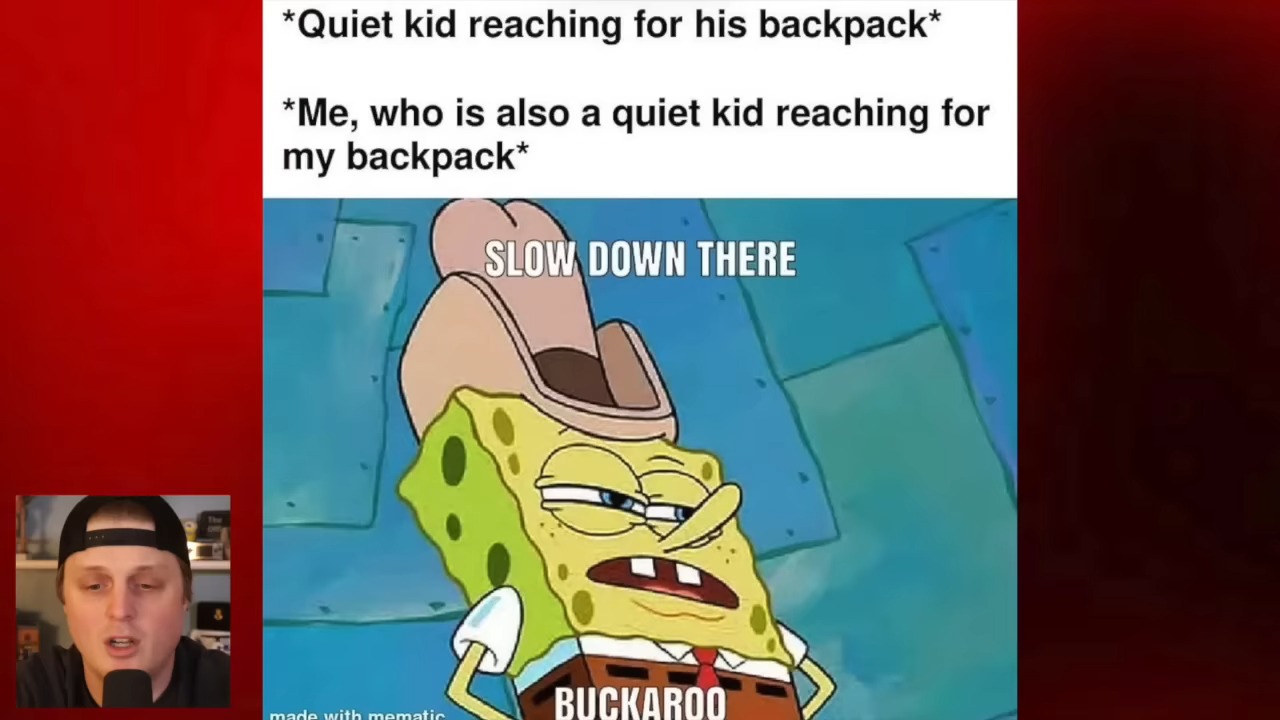 *Quiet kid reaching for his backpack*
*Me, who is also a quiet kid reaching for
my backpack*
SLOW DOWN THERE
BUCKAROO
made with mematic